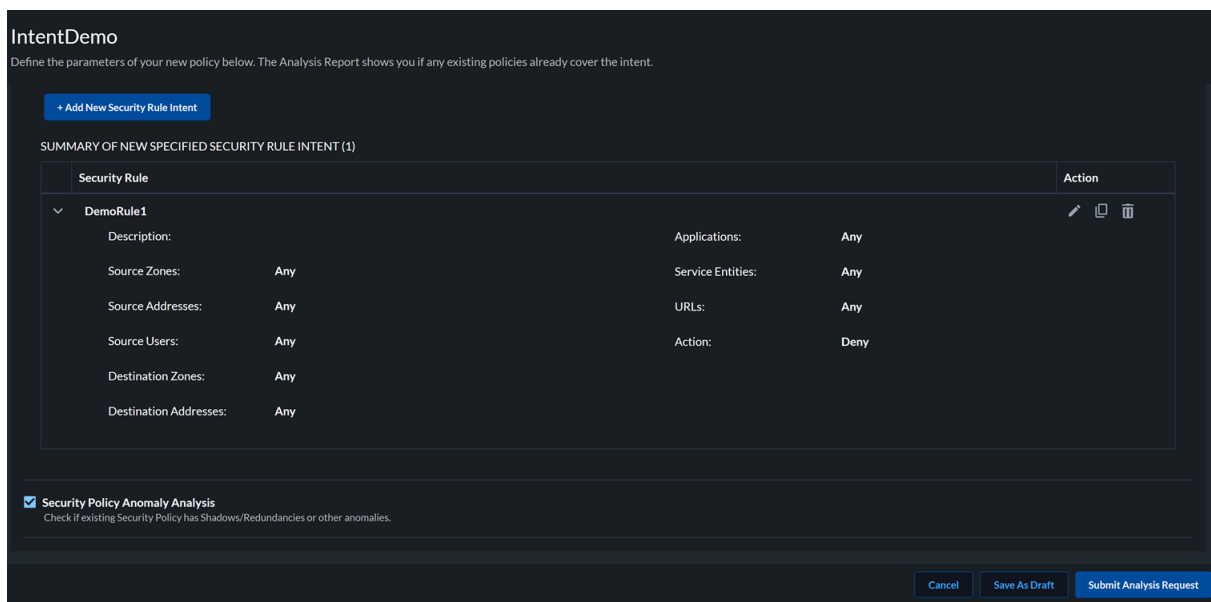 IntentDemo
Define the parameters of your new policy below. The Analysis Report shows you if any existing policies already cover the intent.
+ Add New Security Rule Intent
SUMMARY OF NEW SPECIFIED SECURITY RULE INTENT (1)
Security Rule Action
DemoRule1
Description: Applications: Any
Source Zones: Any Service Entities: Any
Source Addresses: Any URLs: Any
Source Users: Any Action: Deny
Destination Zones: Any
Destination Addresses: Any
Security Policy Anomaly Analysis
Check if existing Security Policy has Shadows/Redundancies or other anomalies.
Cancel Save As Draft Submit Analysis Request